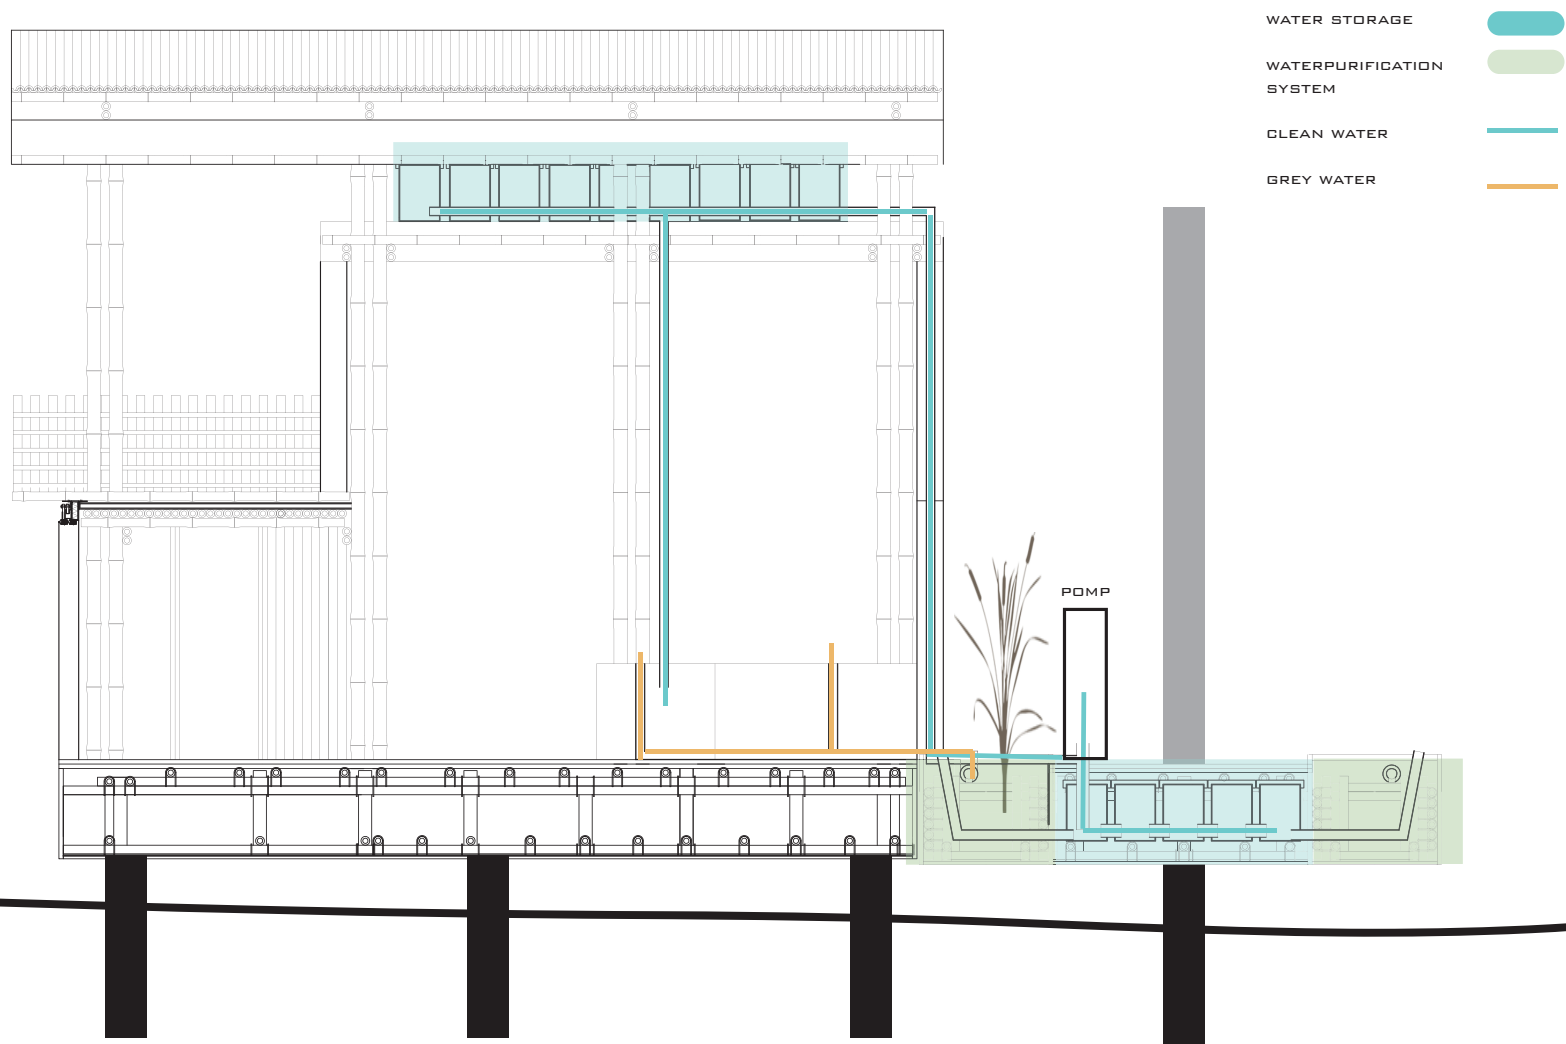 WATER STORAGE
WATERPURIFICATION
SYSTEM
CLEAN WATER
GREY WATER
POMP